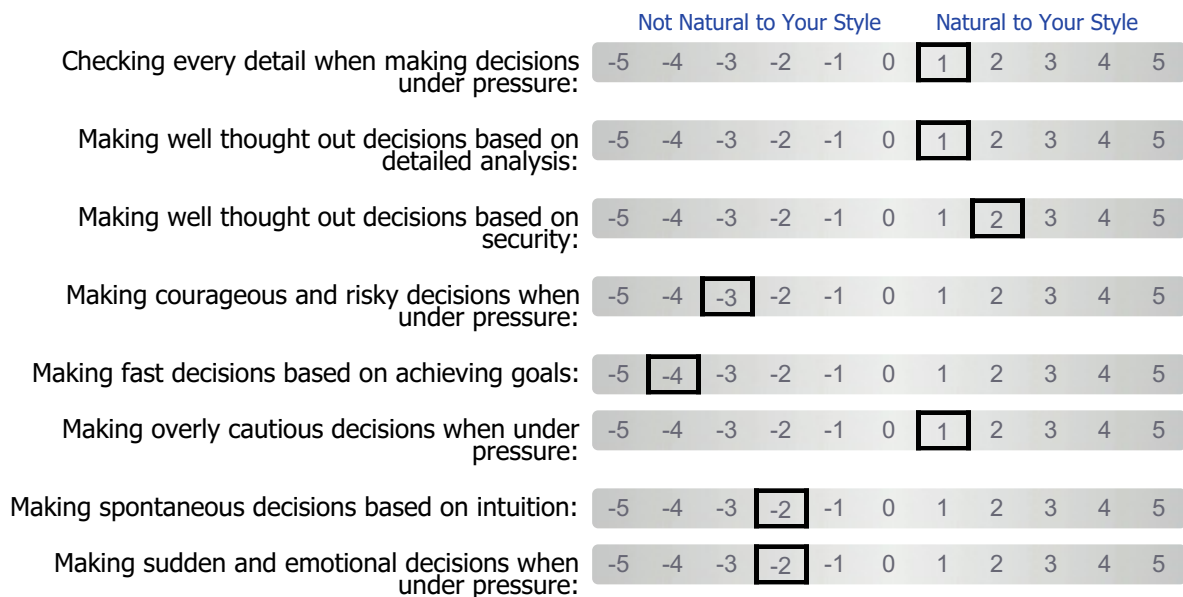 Not Natural to Your Style Natural to Your Style
Checking every detail when making decisions
under pressure:
-5 -4 -3 -2 -1 0 1 2 3 4 5
Making well thought out decisions based on
detailed analysis:
-5 -4 -3 -2 -1 0 1 2 3 4 5
Making well thought out decisions based on
security:
-5 -4 -3 -2 -1 0 1 2 3 4 5
Making courageous and risky decisions when
under pressure:
-5 -4 -3 -2 -1 0 1 2 3 4 5
Making fast decisions based on achieving goals:
-5 -4 -3 -2 -1 0 1 2 3 4 5
Making overly cautious decisions when under
pressure:
-5 -4 -3 -2 -1 0 1 2 3 4 5
Making spontaneous decisions based on intuition:
-5 -4 -3 -2 -1 0 1 2 3 4 5
Making sudden and emotional decisions when
under pressure:
-5 -4 -3 -2 -1 0 1 2 3 4 5